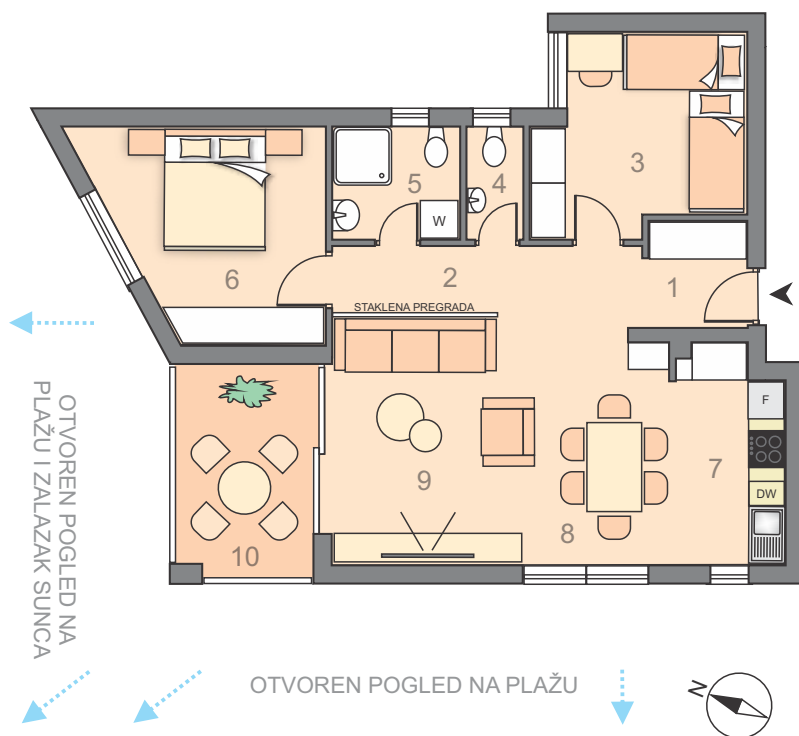 3
5
4
W
6
2
1
STAKLENA PREGRADA
F
7
9
DW
8
10
OTVOREN POGLED NA
PLAŽU I ZALAZAK SUNCA
OTVOREN POGLED NA PLAŽU
N